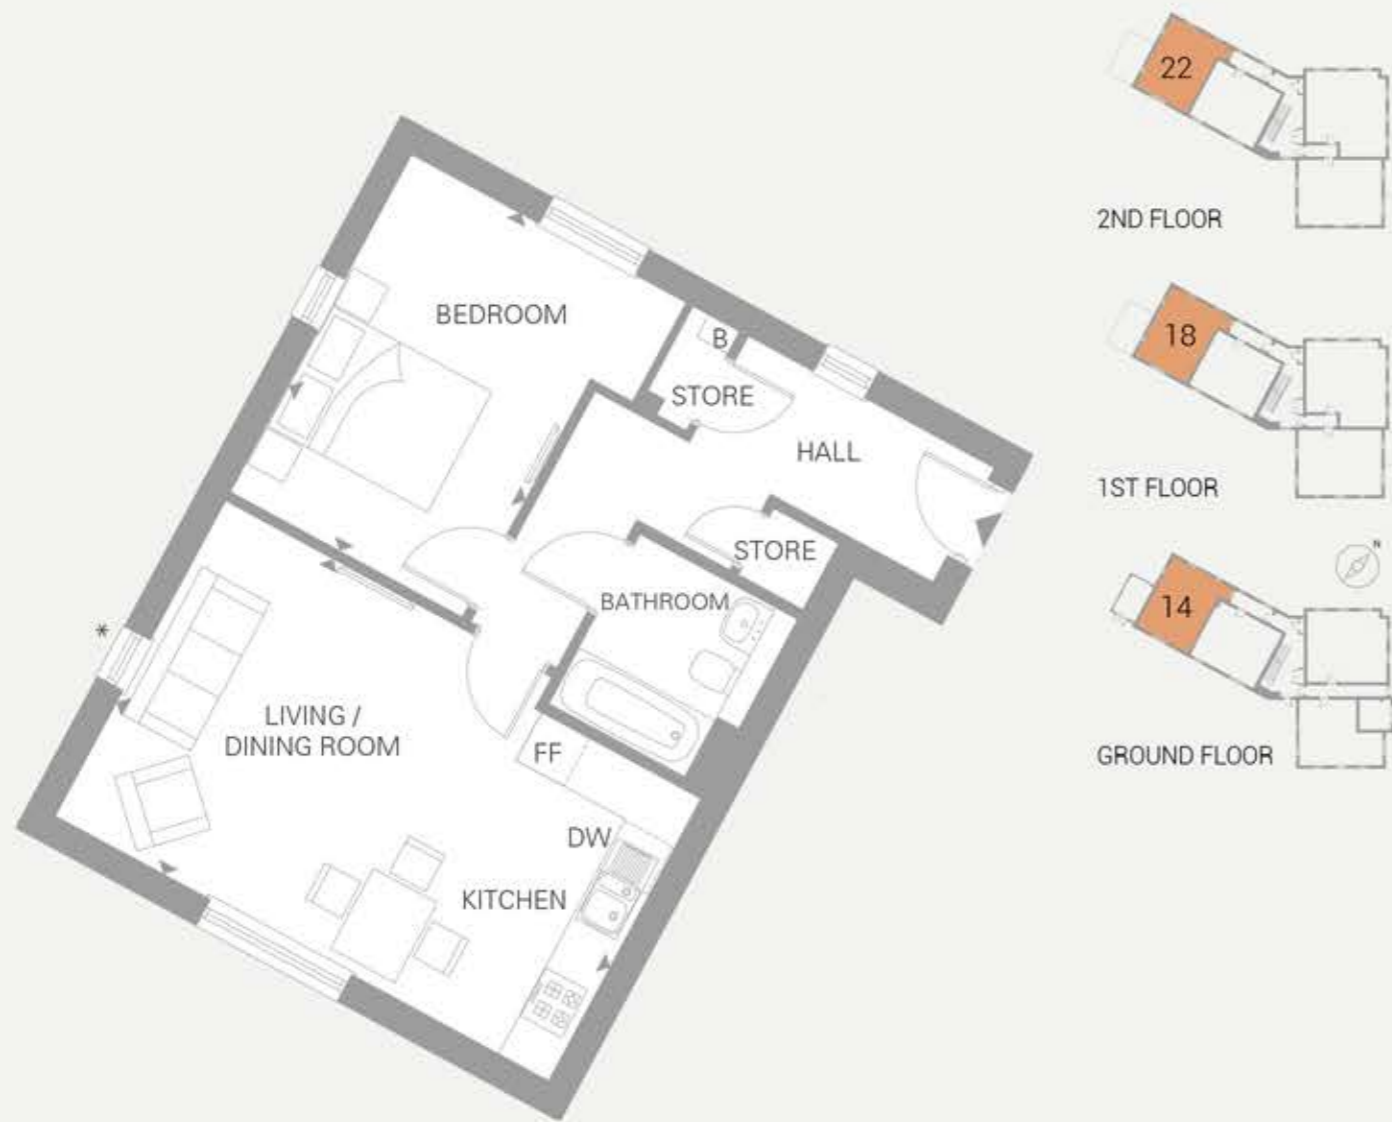 BEDROOM
B
STORE
HALL
STORE
BATHROOM
*
LIVING /
DINING ROOM
FF
DW
KITCHEN
22
2ND FLOOR
18
1ST FLOOR
N
14
GROUND FLOOR